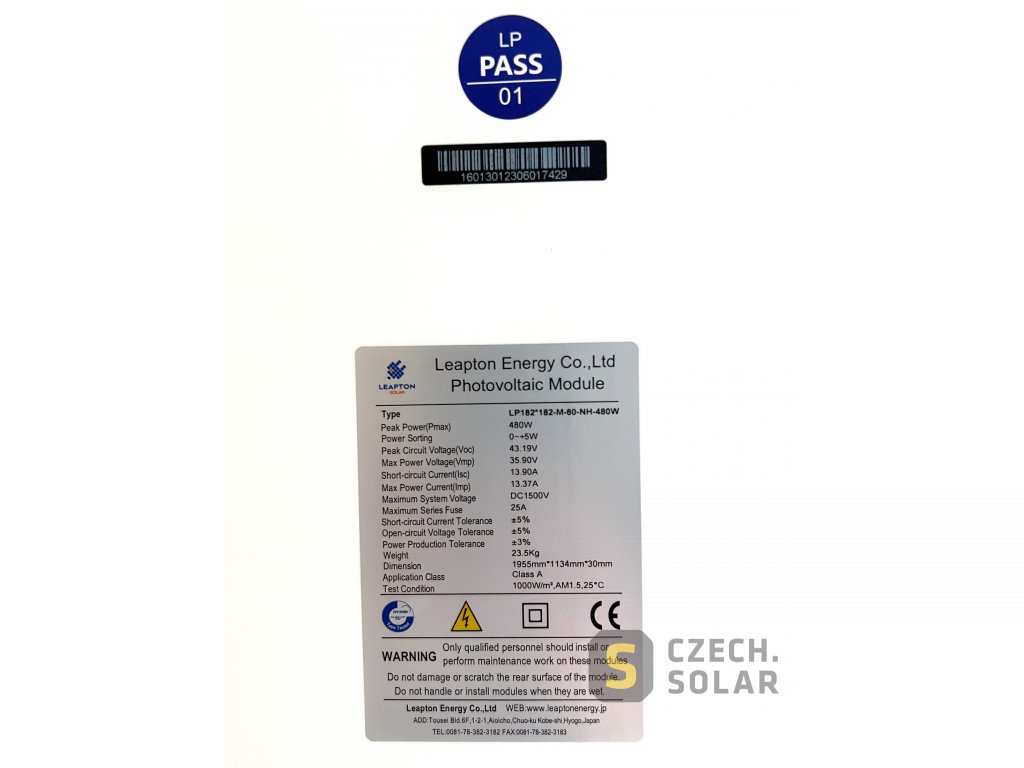 LP
PASS
01
16013012306017429
LEAPTON
SOLAR
Leapton Energy Co.,Ltd
Photovoltaic Module
Type LP182*182-M-60-NH-480W
Peak Power(Pmax) 480W
Power Sorting 0~+5W
Peak Circuit Voltage(Voc) 43.19V
Max Power Voltage(Vmp) 35.90V
Short-circuit Current(Isc) 13.90A
Max Power Current(Imp) 13.37A
Maximum System Voltage DC1500V
Maximum Series Fuse 25A
Short-circuit Current Tolerance ±5%
Open-circuit Voltage Tolerance ±5%
Power Production Tolerance ±3%
Weight 23.5Kg
Dimension 1955mm*1134mm*30mm
Application Class Class A
Test Condition 1000W/m²,AM1.5,25°C
Type Tested
CE
WARNING Only qualified personnel should install or
perform maintenance work on these modules
Do not damage or scratch the rear surface of the module.
Do not handle or install modules when they are wet.
Leapton Energy Co.,Ltd WEB:www.leaptonenergy.jp
ADD:Tousei Bld.6F,1-2-1,Aioicho,Chuo-ku Kobe-shi,Hyogo,Japan
TEL:0081-78-382-3182 FAX:0081-78-382-3183
S
CZECH.
SOLAR